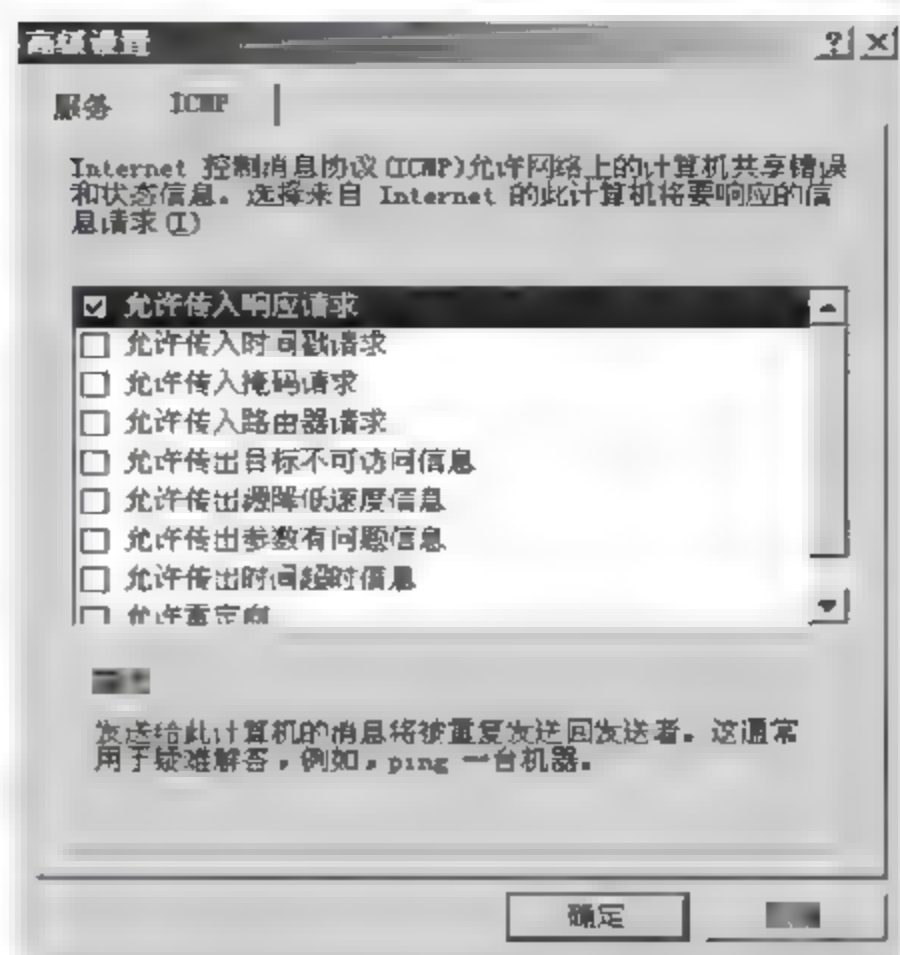 高级设置
服务 ICMP
Internet 控制消息协议(ICMP)允许网络上的计算机共享错误
和状态信息。选择来自 Internet 的此计算机将要响应的信
息请求(I)
允许传入响应请求
允许传入时间戳请求
允许传入掩码请求
允许传入路由器请求
允许传出目标不可访问信息
允许传出源降低速度信息
允许传出参数有问题信息
允许传出时间超时信息
允许重定向
发送给此计算机的消息将被重复发送回发送者。这通常
用于疑难解答，例如，ping 一台机器。
确定